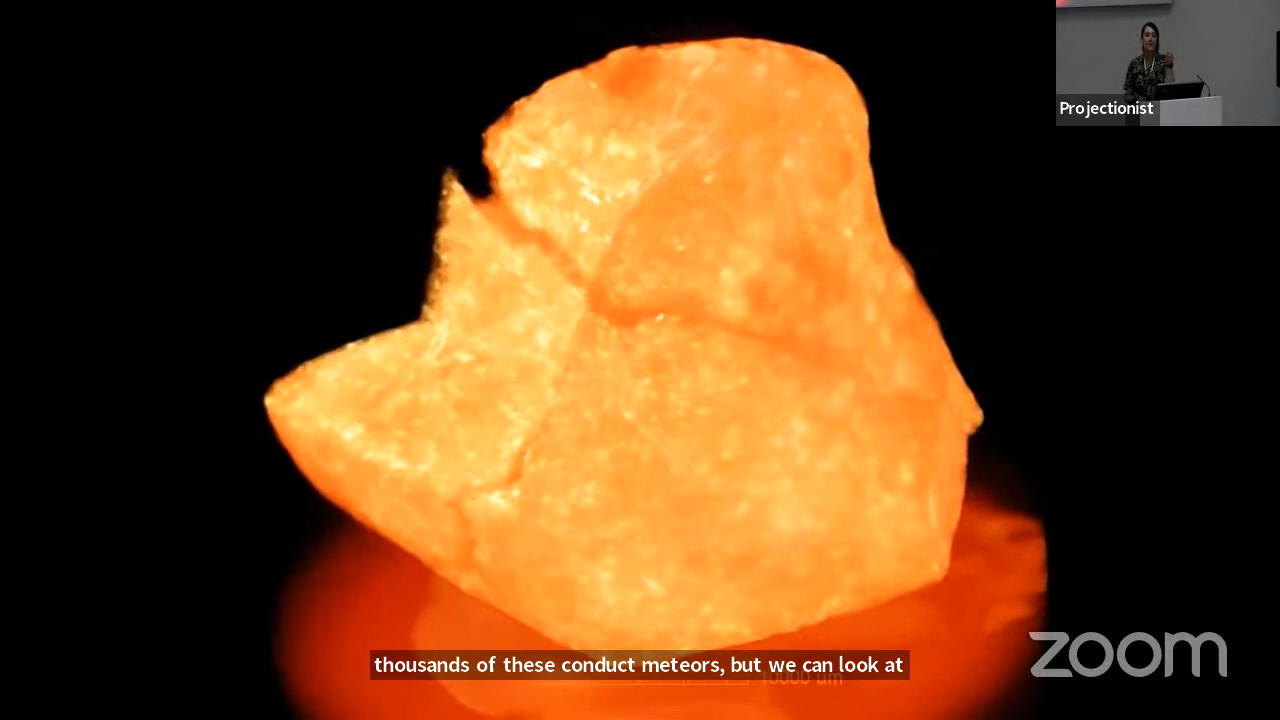 Projectionist
thousands of these conduct meteors, but we can look at
10000 um
zoom